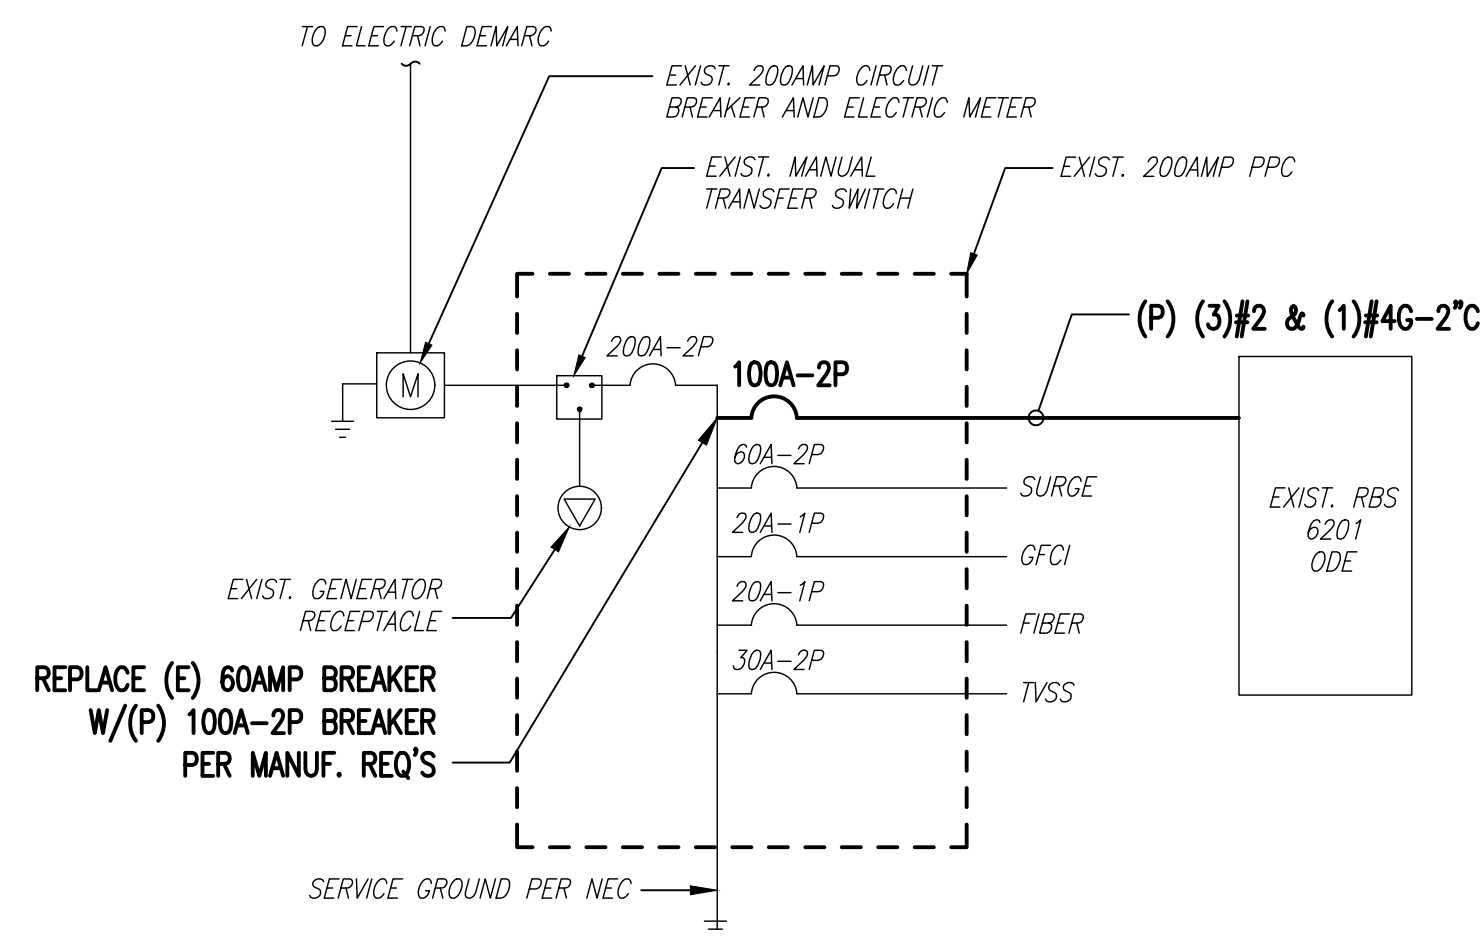 TO ELECTRIC DEMARC
EXIST. 200AMP CIRCUIT
BREAKER AND ELECTRIC METER
EXIST. MANUAL
TRANSFER SWITCH
EXIST. 200AMP PPC
(P) (3)#2 & (1)#4G-2"C
200A-2P
100A-2P
M
60A-2P
SURGE
20A-1P
GFCI
20A-1P
FIBER
30A-2P
TVSS
EXIST. RBS
6201
ODE
EXIST. GENERATOR
RECEPTACLE
REPLACE (E) 60AMP BREAKER
W/(P) 100A-2P BREAKER
PER MANUF. REQ'S
SERVICE GROUND PER NEC